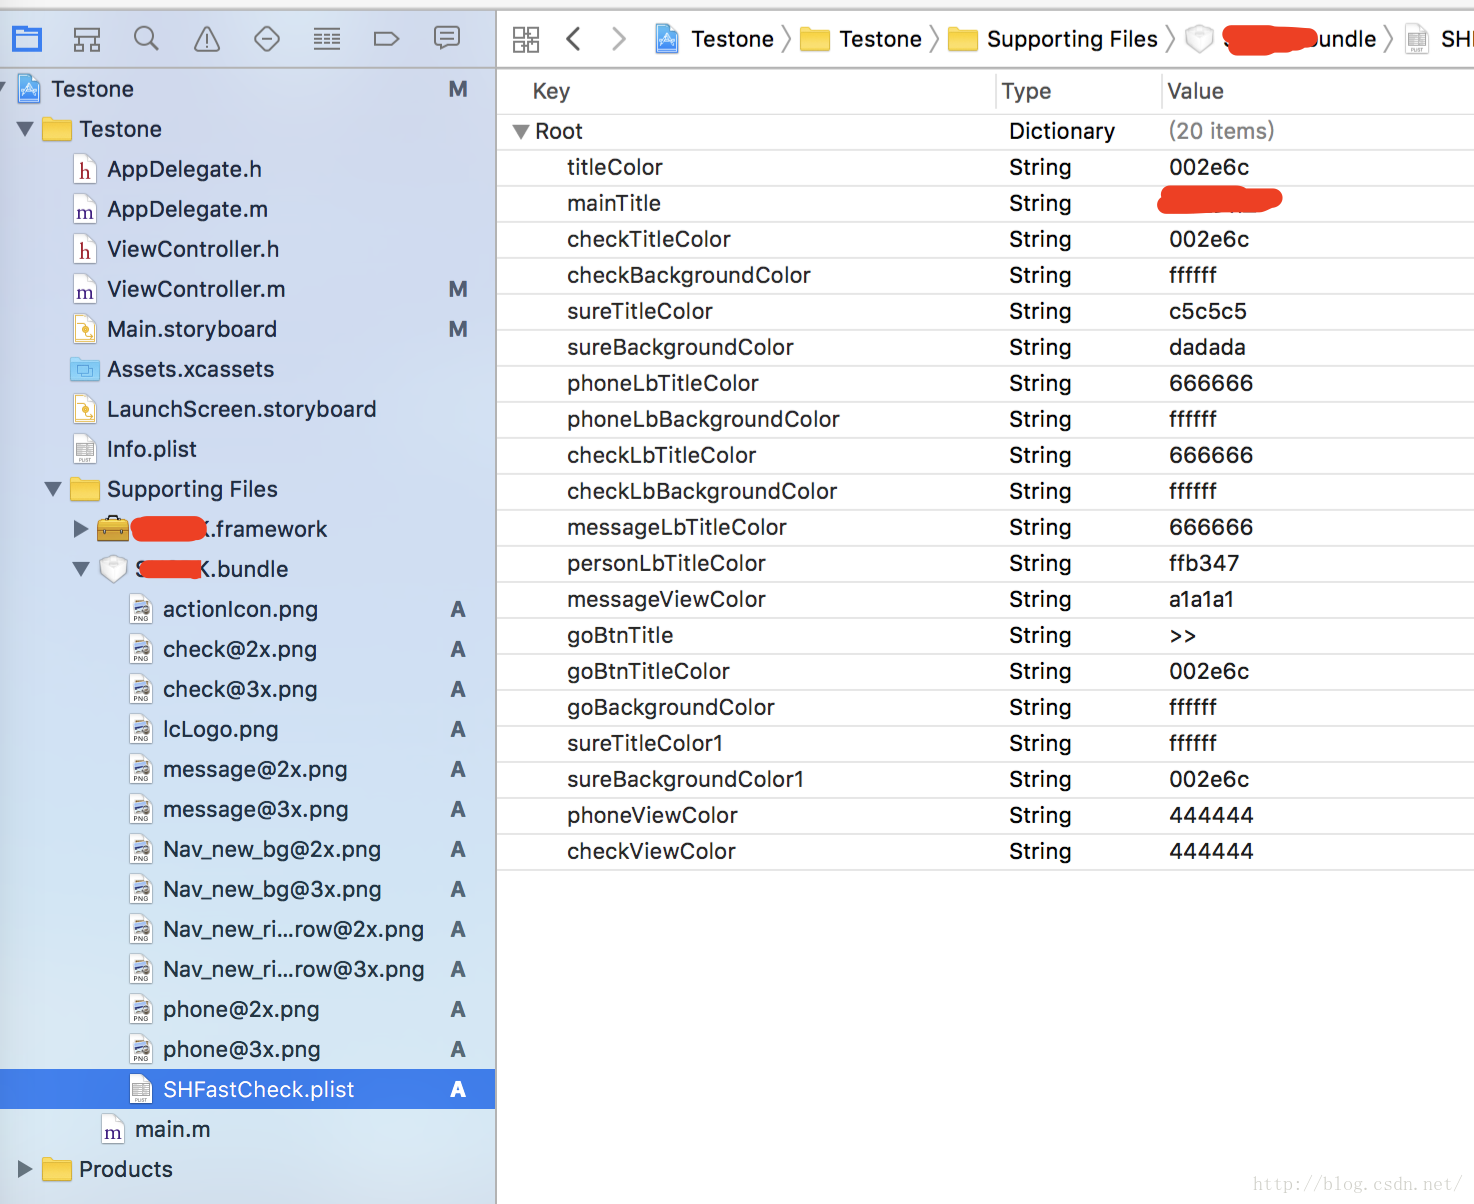 Testone
Testone
Supporting Files
undle
SH
Testone M
Testone
AppDelegate.h
AppDelegate.m
ViewController.h
ViewController.m M
Main.storyboard M
Assets.xcassets
LaunchScreen.storyboard
Info.plist
Supporting Files
.framework
S K.bundle
actionIcon.png A
check@2x.png A
check@3x.png A
lcLogo.png A
message@2x.png A
message@3x.png A
Nav_new_bg@2x.png A
Nav_new_bg@3x.png A
Nav_new_ri...row@2x.png A
Nav_new_ri...row@3x.png A
phone@2x.png A
phone@3x.png A
SHFastCheck.plist A
main.m
Products
Key Type Value
Root Dictionary (20 items)
titleColor String 002e6c
mainTitle String
checkTitleColor String 002e6c
checkBackgroundColor String ffffff
sureTitleColor String c5c5c5
sureBackgroundColor String dadada
phoneLbTitleColor String 666666
phoneLbBackgroundColor String ffffff
checkLbTitleColor String 666666
checkLbBackgroundColor String ffffff
messageLbTitleColor String 666666
personLbTitleColor String ffb347
messageViewColor String a1a1a1
goBtnTitle String >>
goBtnTitleColor String 002e6c
goBackgroundColor String ffffff
sureTitleColor1 String ffffff
sureBackgroundColor1 String 002e6c
phoneViewColor String 444444
checkViewColor String 444444
http://blog.csdn.net/